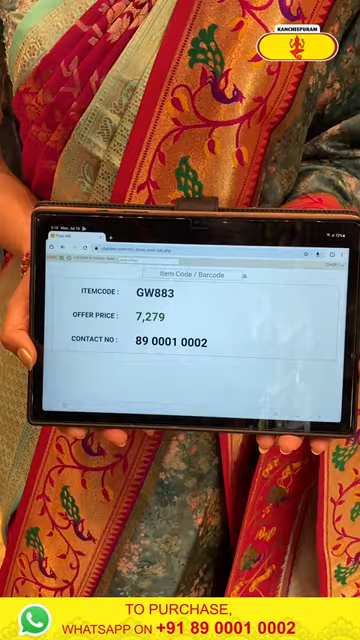 KANCHEEPURAM
Item Code / Barcode
ITEMCODE : GW883
OFFER PRICE : 7,279
CONTACT NO : 89 0001 0002
TO PURCHASE,
WHATSAPP ON +91 89 0001 0002